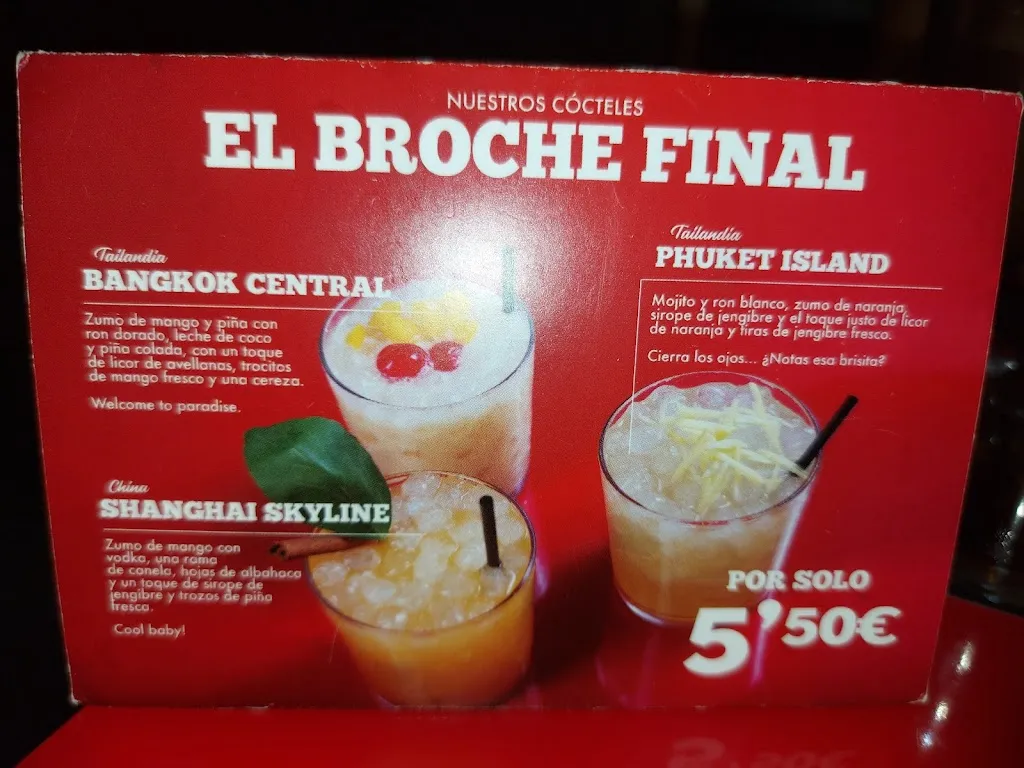 NUESTROS CÓCTELES
EL BROCHE FINAL
Tailandia
BANGKOK CENTRAL
Zumo de mango y piña con
ron dorado, leche de coco
y piña colada, con un toque
de licor de avellanas, trocitos
de mango fresco y una cereza.
Welcome to paradise.
Tailandia
PHUKET ISLAND
Mojito y ron blanco, zumo de naranja,
sirope de jengibre y el toque justo de licor
de naranja y tiras de jengibre fresco.
Cierra los ojos... ¿Notas esa brisita?
China
SHANGHAI SKYLINE
Zumo de mango con
vodka, una rama
de canela, hojas de albahaca
y un toque de sirope de
jengibre y trozos de piña
fresca.
Cool baby!
POR SOLO
5'50€